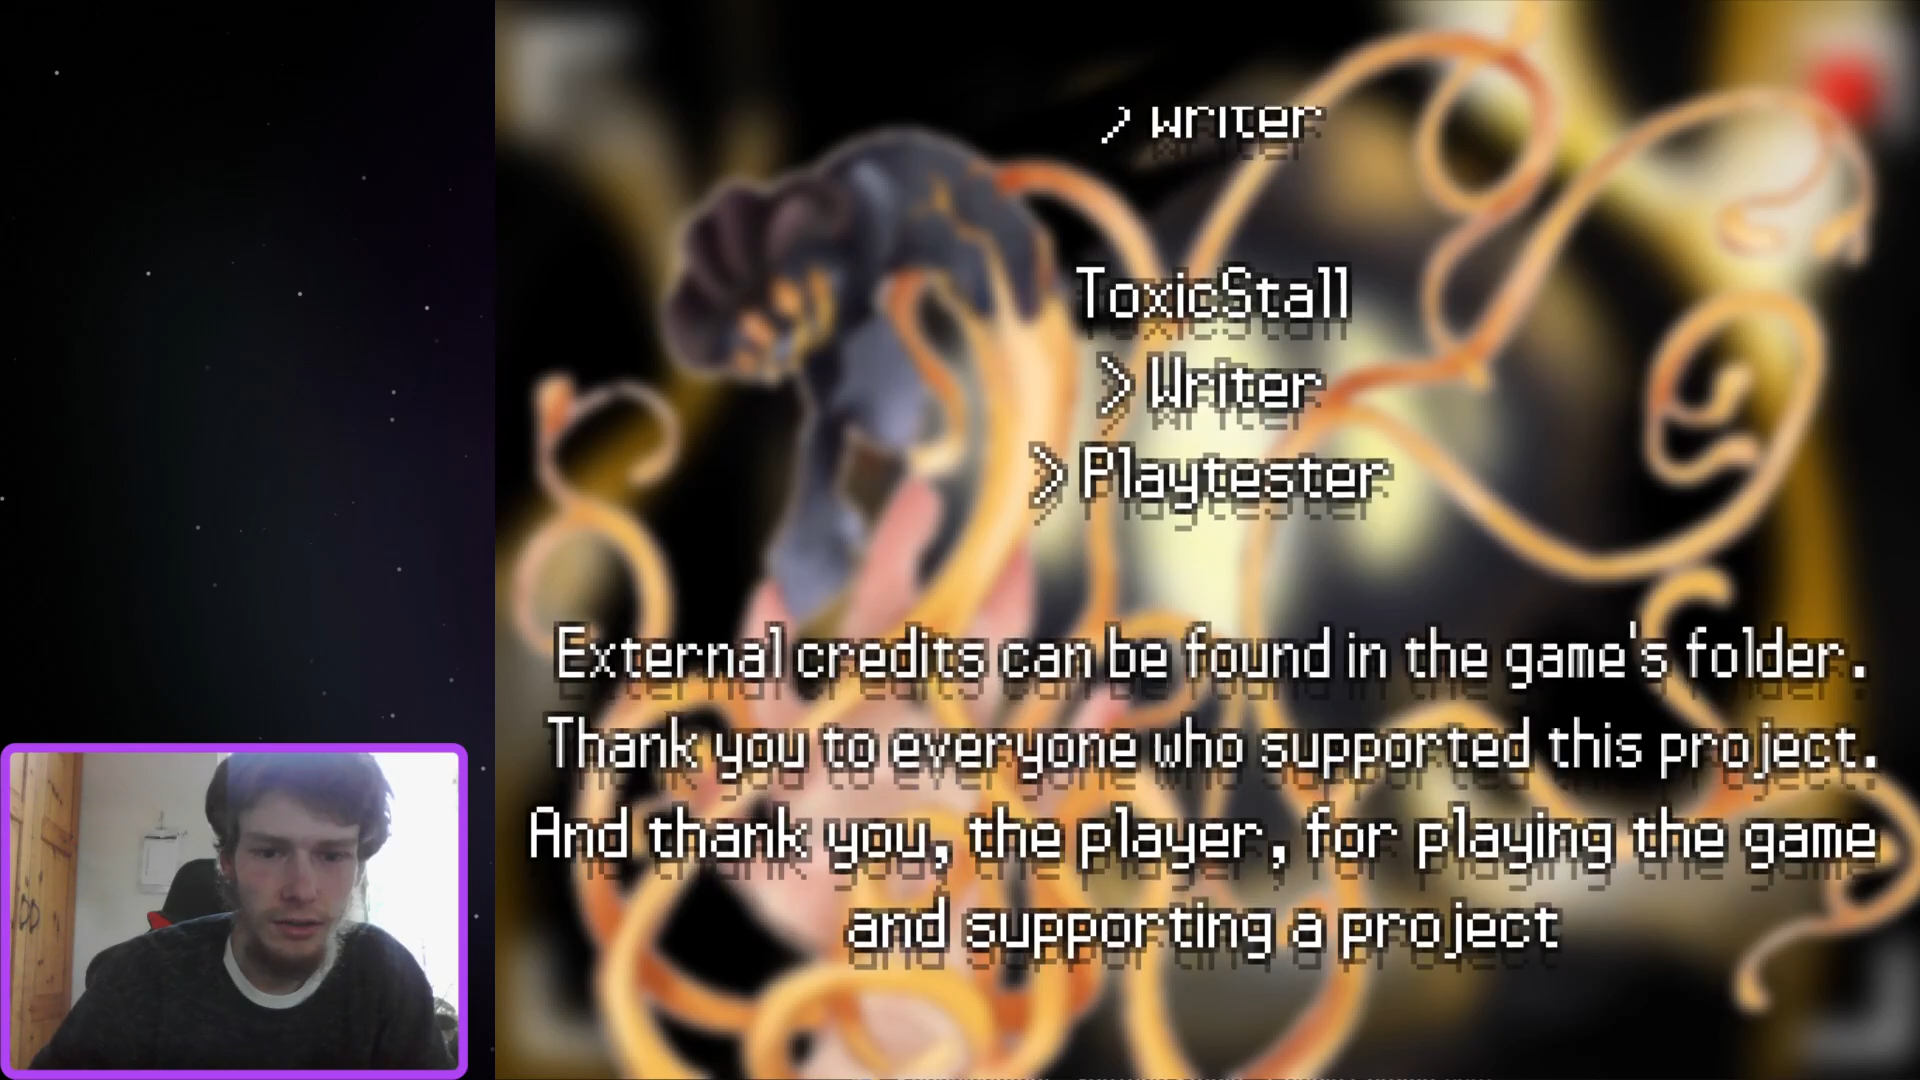 > Writer
ToxicStall
> Writer
> Playtester
External credits can be found in the game's folder.
Thank you to everyone who supported this project.
And thank you, the player, for playing the game
and supporting a project